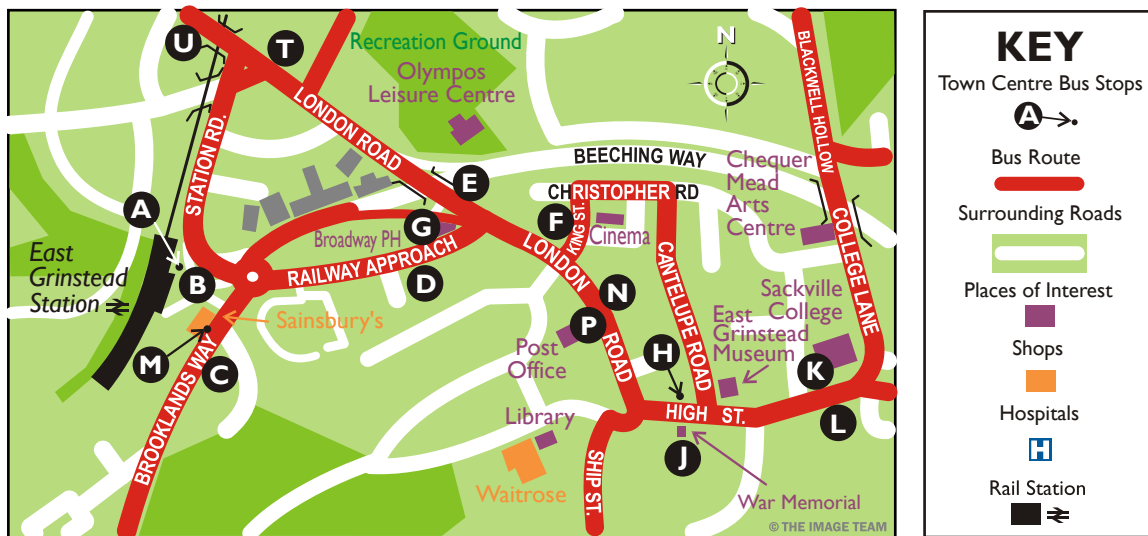 U
T
Recreation Ground
Olympos
Leisure Centre
N
BLACKWELL HOLLOW
STATION RD.
LONDON ROAD
BEECHING WAY
Chequer
Mead
Arts
Centre
A
E
CHRISTOPHER RD
F
G
KING ST.
Cinema
Broadway PH
COLLEGE LANE
East
Grinstead
Station
B
RAILWAY APPROACH
D
LONDON ROAD
CANTELUPE ROAD
N
Sackville
College
Sainsbury's
P
East
Grinstead
Museum
Post
Office
H
M
C
K
BROOKLANDS WAY
HIGH ST.
L
Library
J
SHIP ST.
Waitrose
War Memorial
© THE IMAGE TEAM
KEY
Town Centre Bus Stops
A
Bus Route
Surrounding Roads
Places of Interest
Shops
Hospitals
H
Rail Station